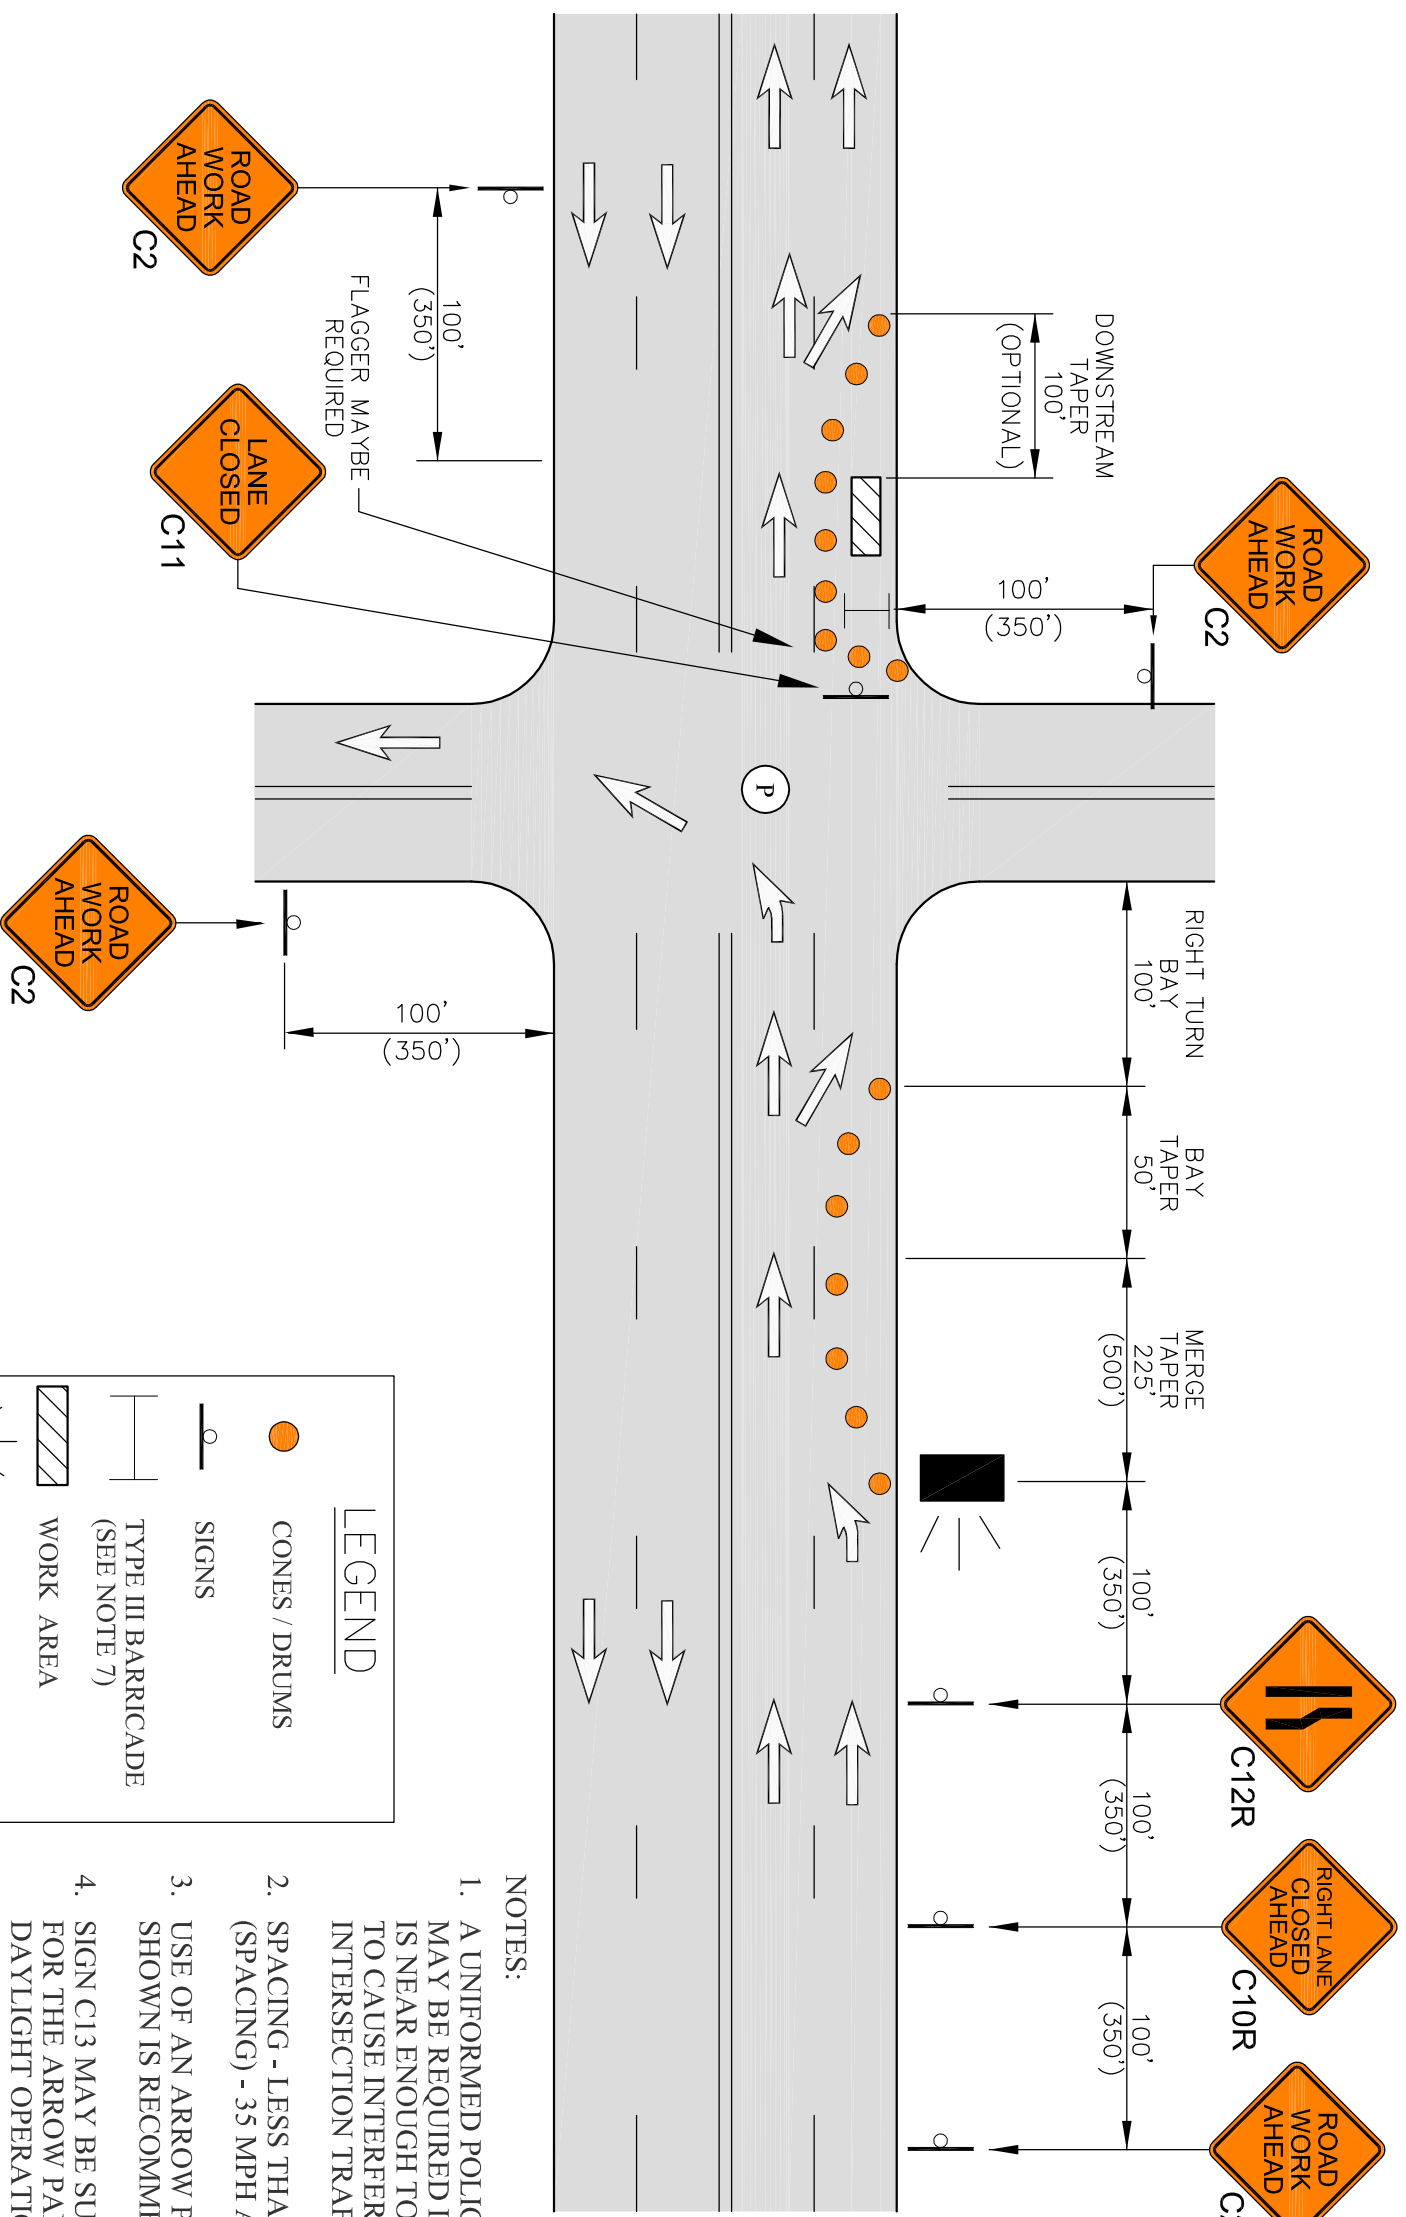 ROAD
WORK
AHEAD
C2
100'
(350')
FLAGGER MAYBE
REQUIRED
LANE
CLOSED
C11
DOWNSTREAM
TAPER
100'
(OPTIONAL)
ROAD
WORK
AHEAD
C2
100'
(350')
P
ROAD
WORK
AHEAD
C2
100'
(350')
RIGHT TURN
BAY
100'
BAY
TAPER
50'
MERGE
TAPER
225'
(500')
100'
(350')
C12R
100'
(350')
RIGHT LANE
CLOSED
AHEAD
C10R
100'
(350')
ROAD
WORK
AHEAD
LEGEND
CONES / DRUMS
SIGNS
TYPE III BARRICADE
(SEE NOTE 7)
WORK AREA
NOTES:
1. A UNIFORMED POLIC
MAY BE REQUIRED I
IS NEAR ENOUGH TO
TO CAUSE INTERFER
INTERSECTION TRAF
2. SPACING - LESS THA
(SPACING) - 35 MPH A
3. USE OF AN ARROW P
SHOWN IS RECOMME
4. SIGN C13 MAY BE SU
FOR THE ARROW PA
DAYLIGHT OPERATIO